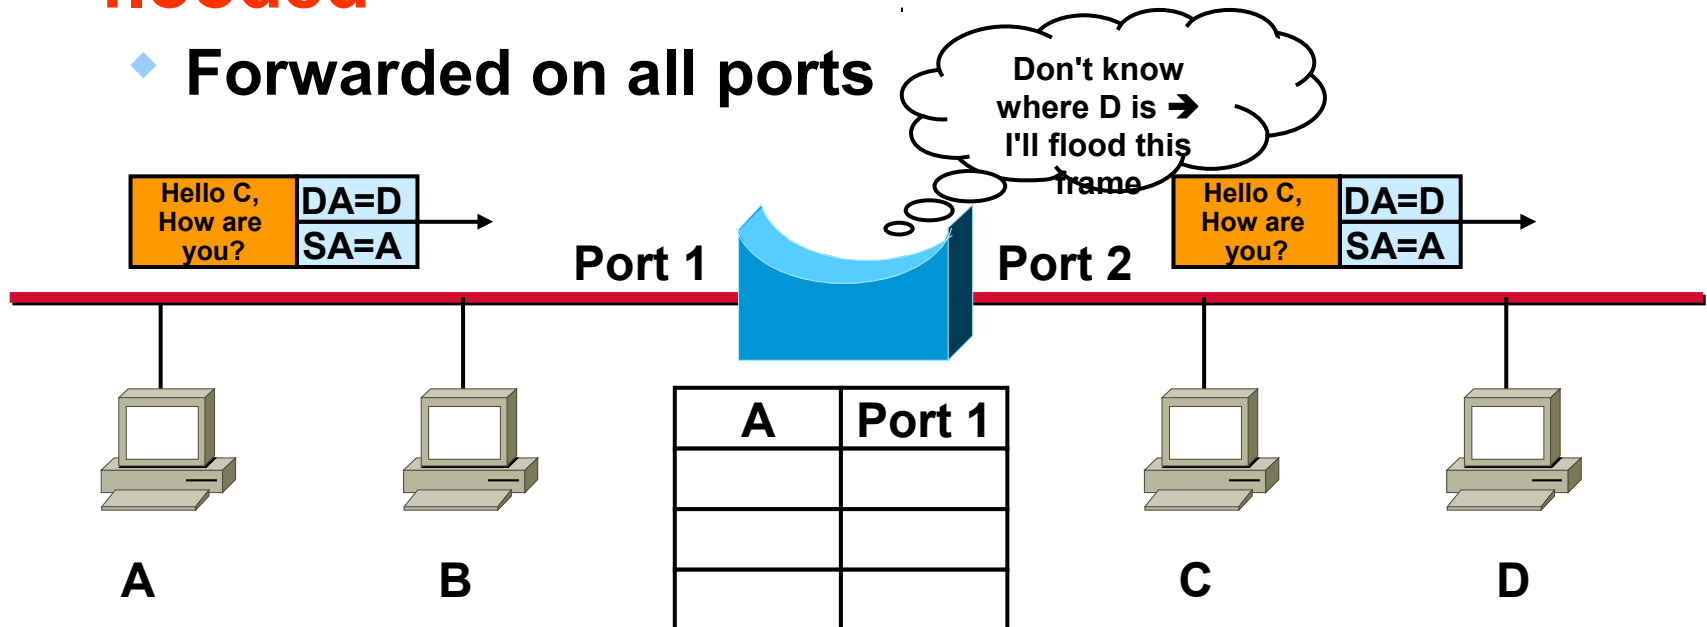 flooded
Forwarded on all ports
Don't know
where D is ➔
I'll flood this
frame
Hello C,
How are
you?
DA=D
SA=A
Port 1
Port 2
Hello C,
How are
you?
DA=D
SA=A
A
Port 1
A
B
C
D